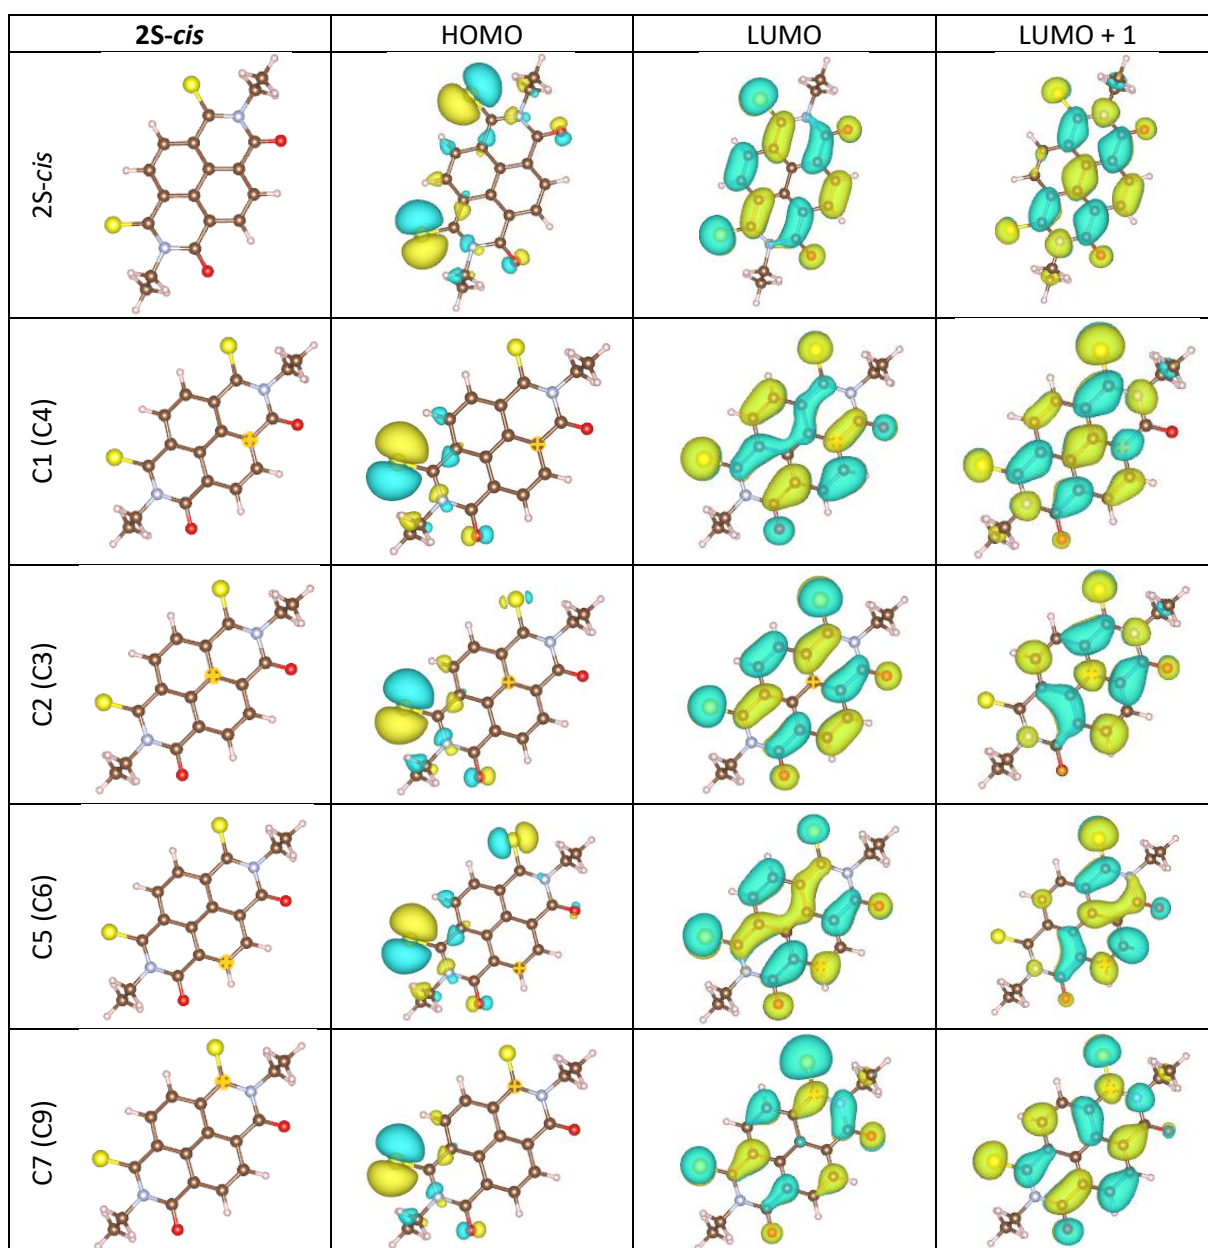 2S-cis HOMO LUMO LUMO + 1
2S-cis
C1 (C4)
C2 (C3)
C5 (C6)
C7 (C9)